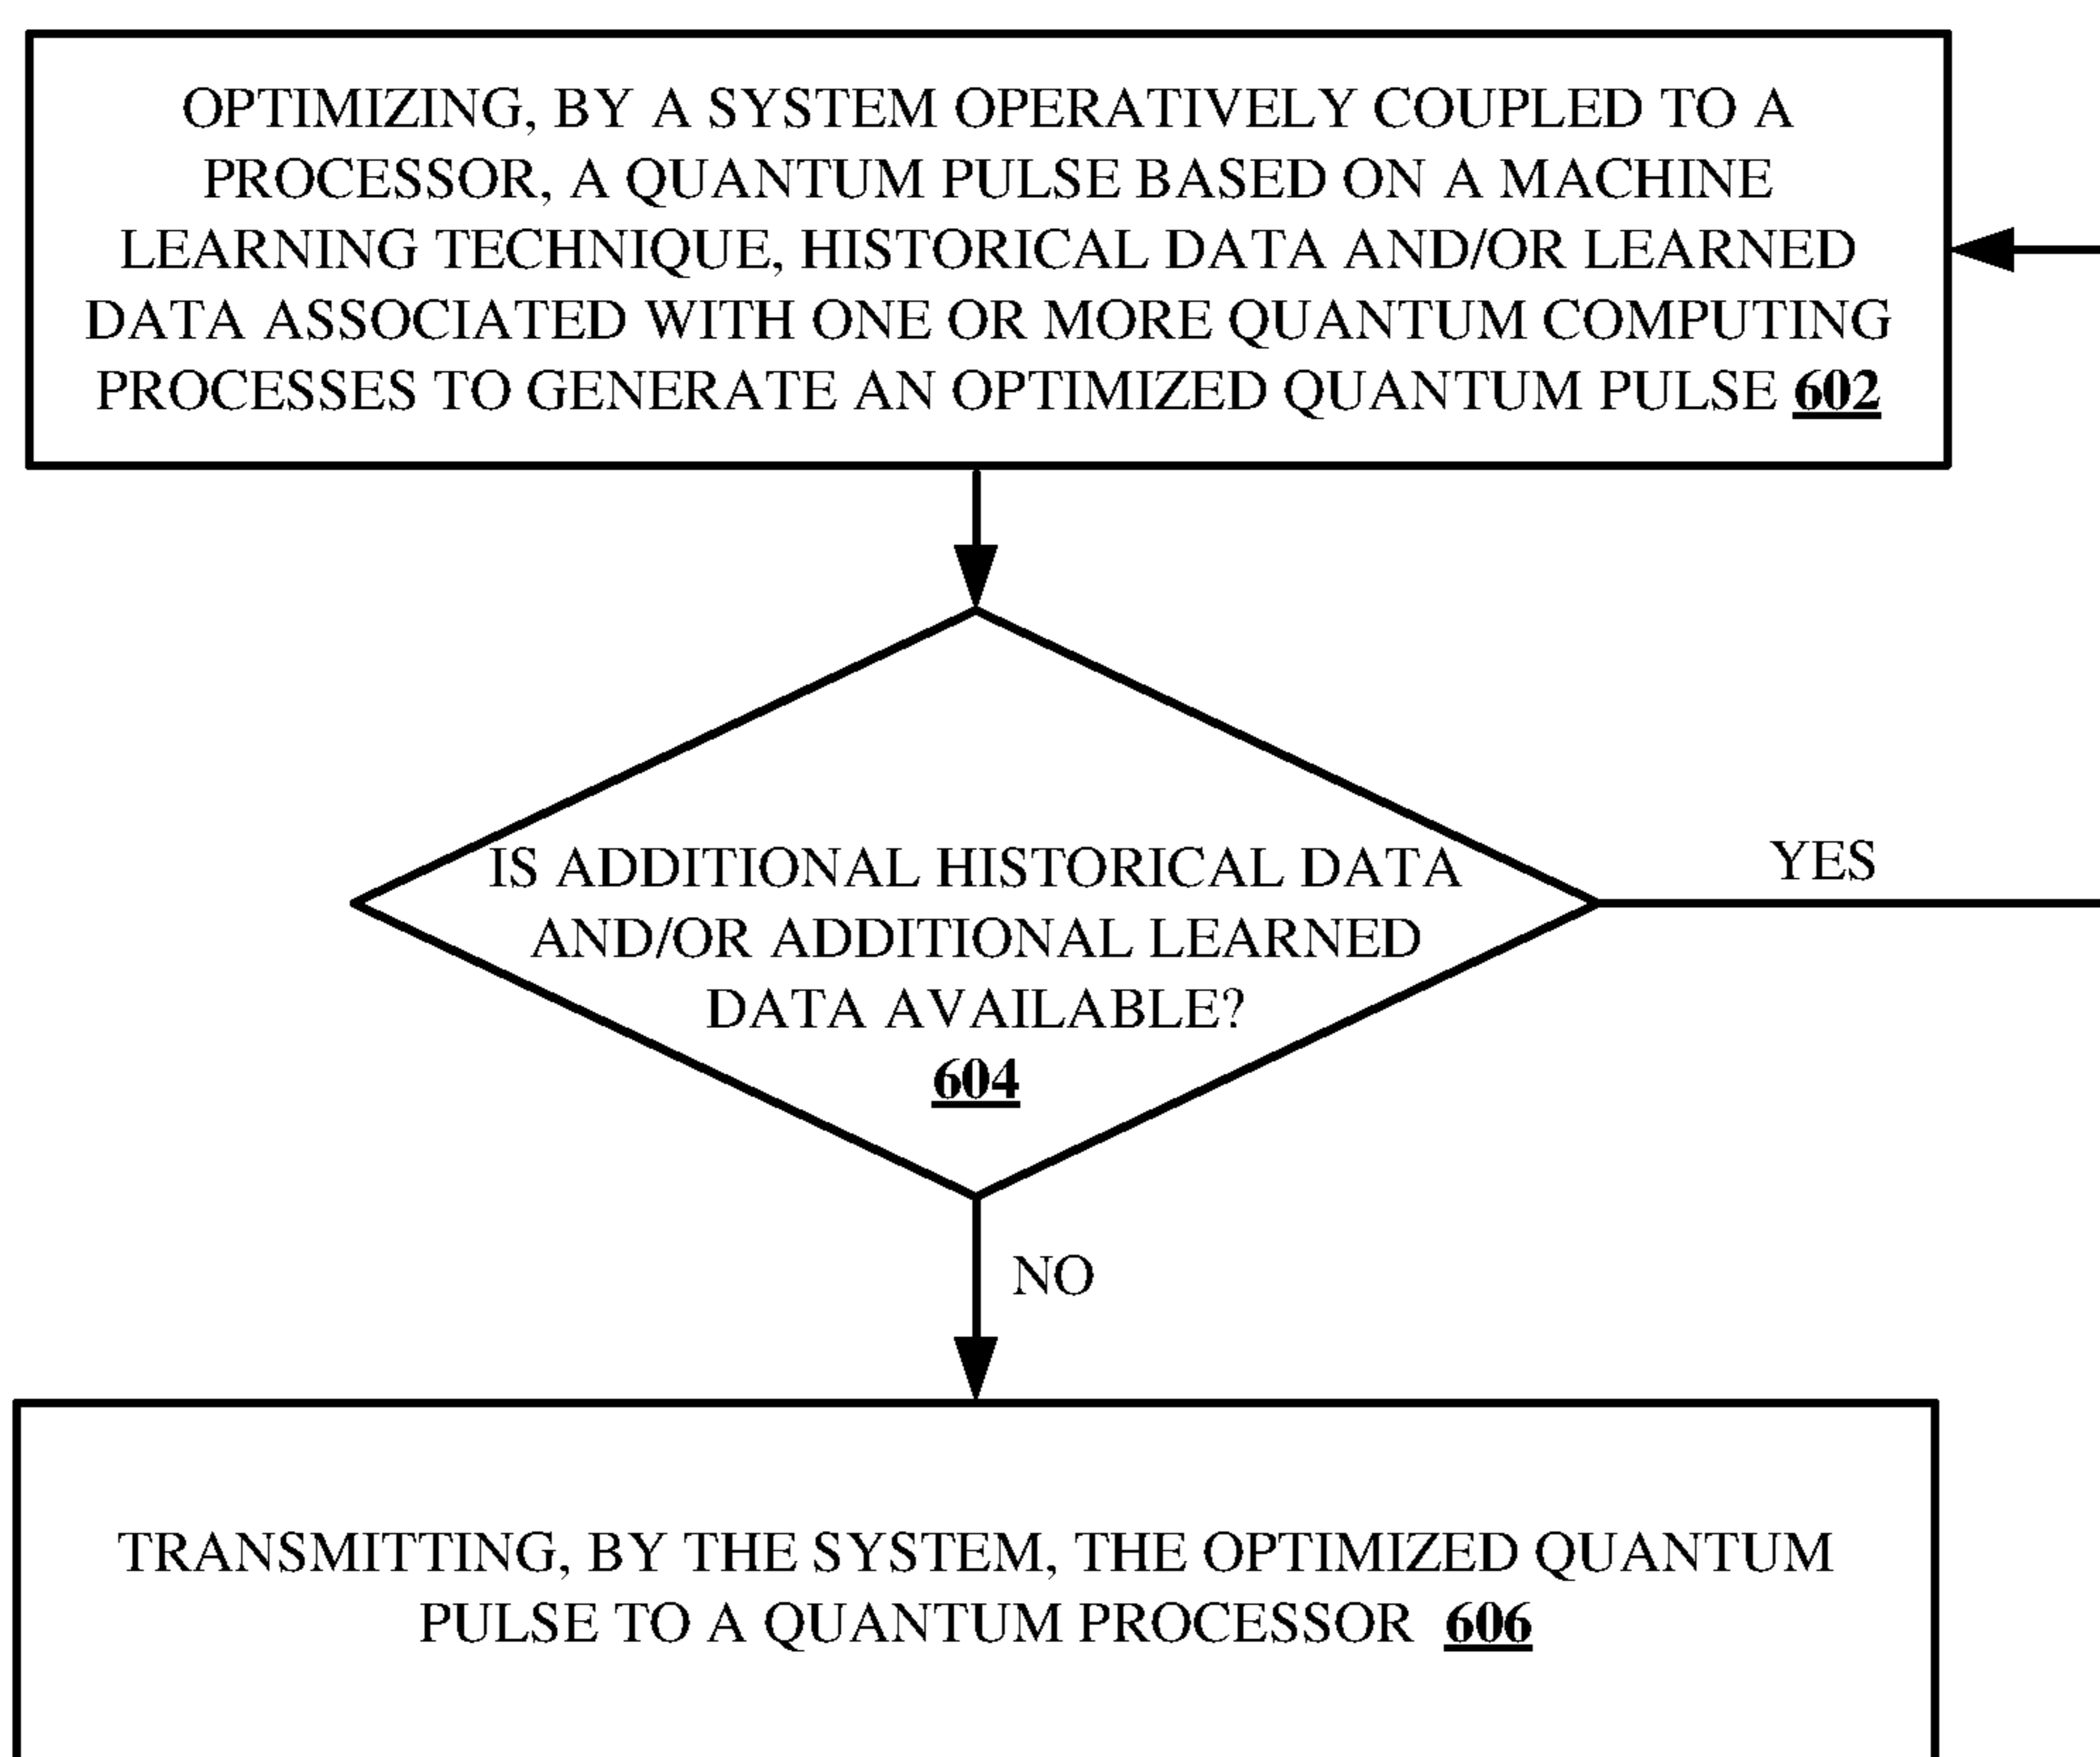 OPTIMIZING, BY A SYSTEM OPERATIVELY COUPLED TO A
PROCESSOR, A QUANTUM PULSE BASED ON A MACHINE
LEARNING TECHNIQUE, HISTORICAL DATA AND/OR LEARNED
DATA ASSOCIATED WITH ONE OR MORE QUANTUM COMPUTING
PROCESSES TO GENERATE AN OPTIMIZED QUANTUM PULSE 602
IS ADDITIONAL HISTORICAL DATA
AND/OR ADDITIONAL LEARNED
DATA AVAILABLE?
604
YES
NO
TRANSMITTING, BY THE SYSTEM, THE OPTIMIZED QUANTUM
PULSE TO A QUANTUM PROCESSOR 606